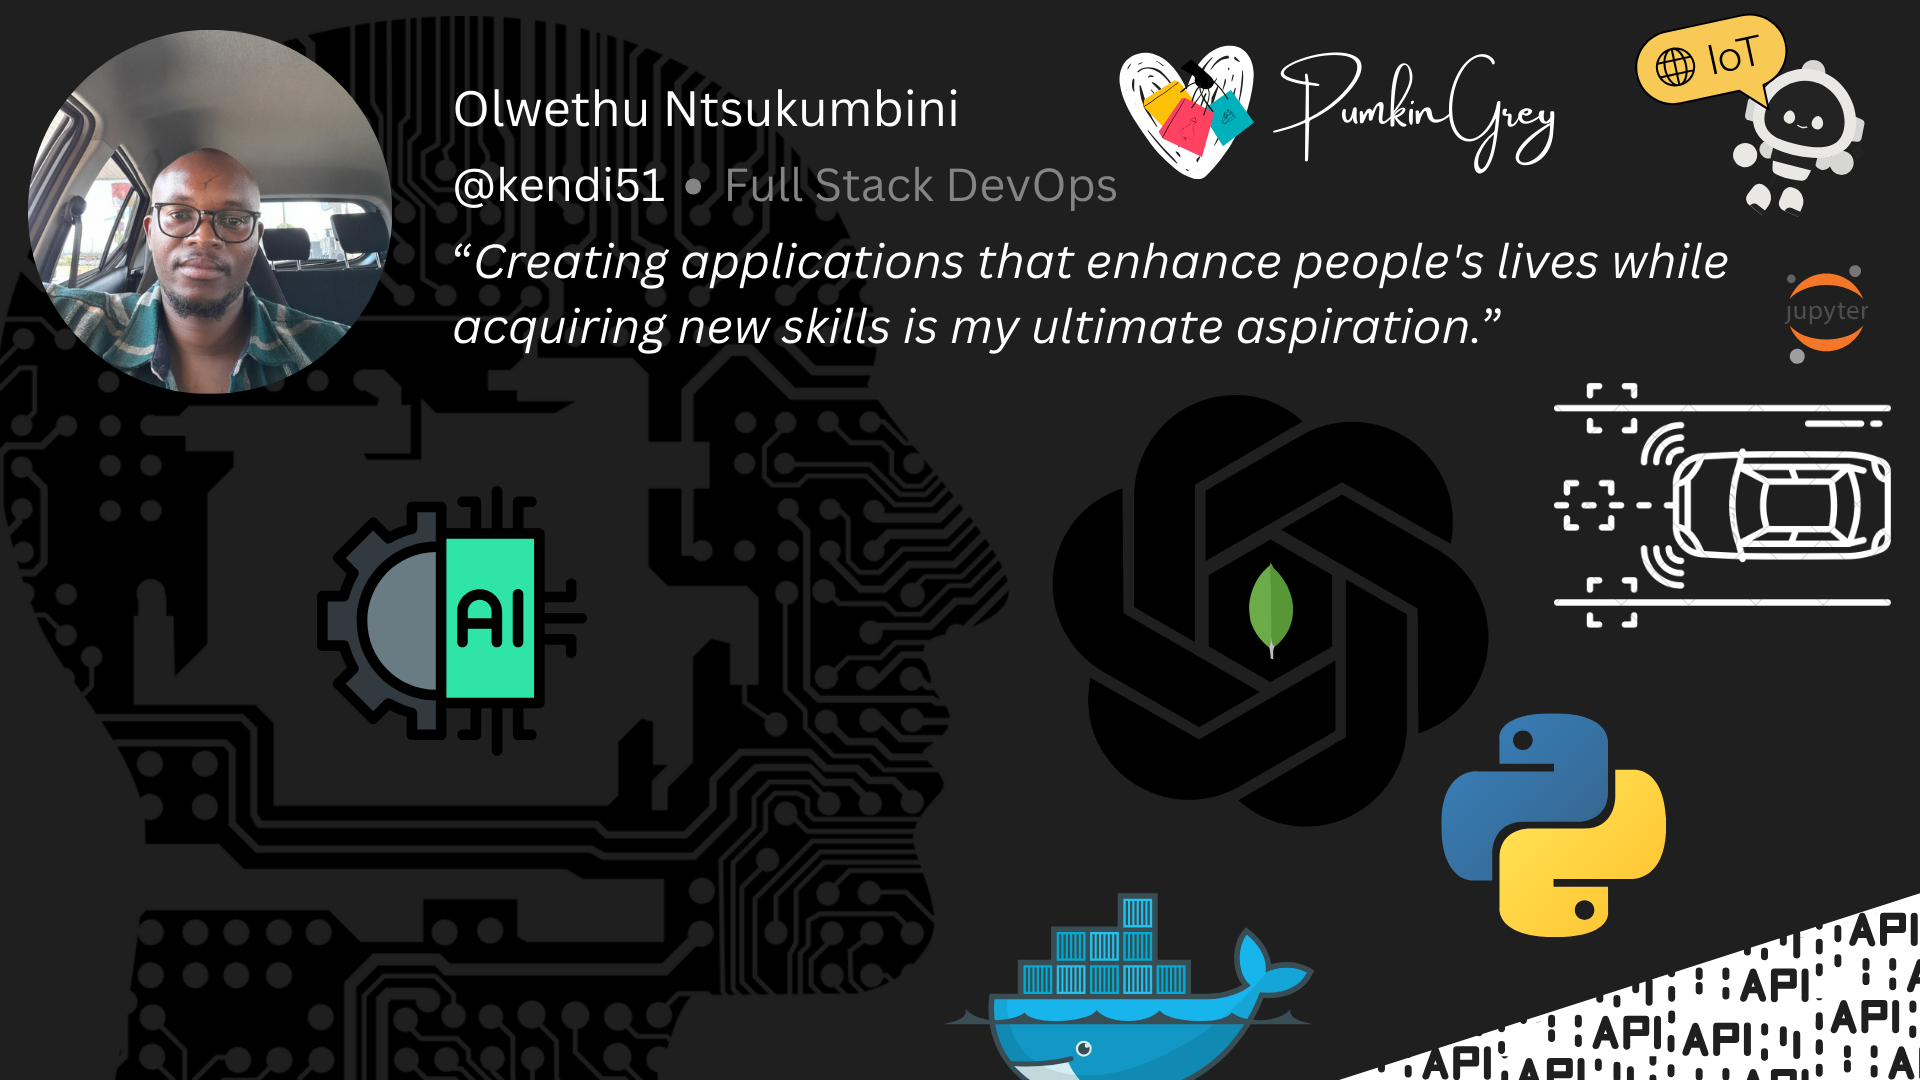 Olwethu Ntsukumbini
PumkinGrey
IoT
@kendi51 • Full Stack DevOps
“Creating applications that enhance people's lives while
acquiring new skills is my ultimate aspiration.”
jupyter
AI
API
API
API
API
API
API
API